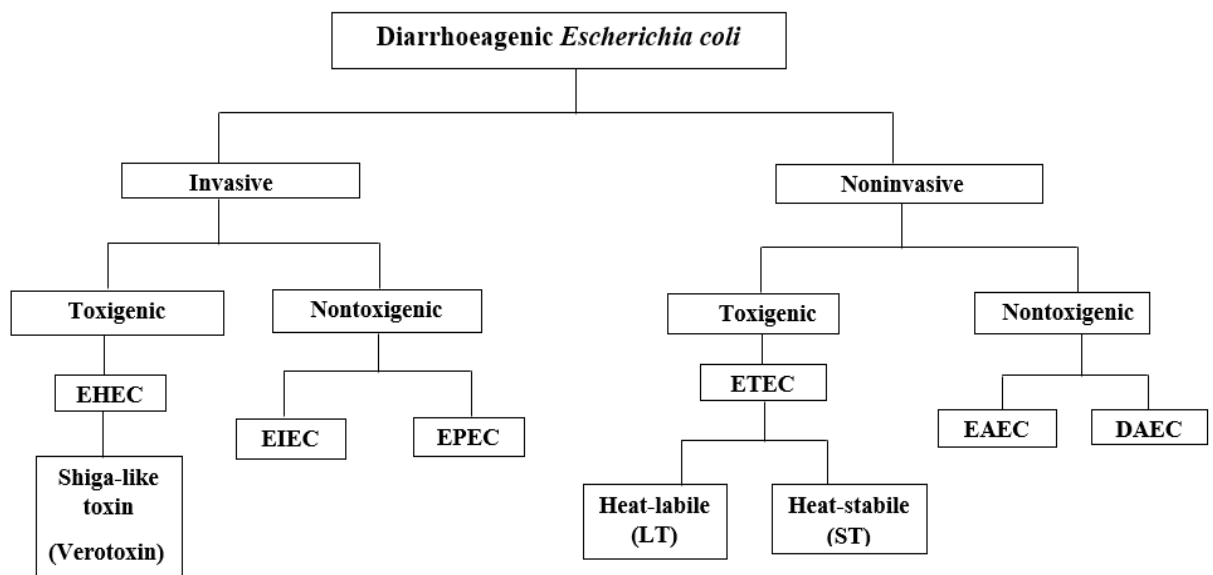 Diarrhoeagenic Escherichia coli
Invasive
Noninvasive
Toxigenic
Nontoxigenic
Toxigenic
Nontoxigenic
EHEC
EIEC
EPEC
ETEC
EAEC
DAEC
Shiga-like
toxin
(Verotoxin)
Heat-labile
(LT)
Heat-stabile
(ST)